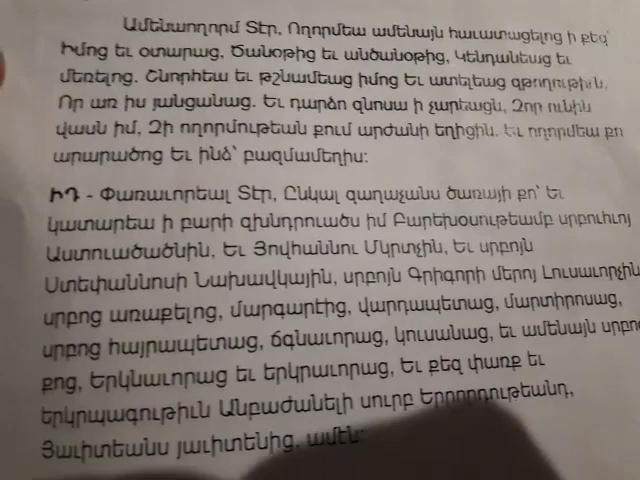 Ամենաողորմ Տէր, Ողորմեա ամենայն հաւատացելոց ի քեզ՝
Իմոց եւ օտարաց, Ծանօթից եւ անծանօթից, Կենդանեաց եւ
մեռելոց. Շնորհեա եւ թշնամեաց իմոց Եւ ատելեաց զթողութիւն,
Որ առ իս յանցանաց. Եւ դարձո զնոսա ի չարեացն, Զոր ունին
վասն իմ, Զի ողորմութեան քում արժանի եղիցին. Եւ ողորմեա քո
արարածոց Եւ ինձ՝ բազմամեղիս:
ԻԴ - Փառաւորեալ Տէր, Ընկալ զաղաչանս ծառայի քո՝ Եւ
կատարեա ի բարի զխնդրուածս իմ Բարեխօսութեամբ սրբուհւոյ
Աստուածածնին, Եւ Յովհաննու Մկրտչին, Եւ սրբոյն
Ստեփաննոսի Նախավկային, սրբոյն Գրիգորի մերոյ Լուսաւորչին
սրբոց առաքելոց, մարգարէից, վարդապետաց, մարտիրոսաց,
սրբոց հայրապետաց, ճգնաւորաց, կուսանաց, եւ ամենայն սրբոց
քոց, Երկնաւորաց եւ երկրաւորաց, Եւ քեզ փառք եւ
երկրպագութիւն Անբաժանելի սուրբ Երրորդութեանդ,
Յաւիտեանս յաւիտենից. ամէն: